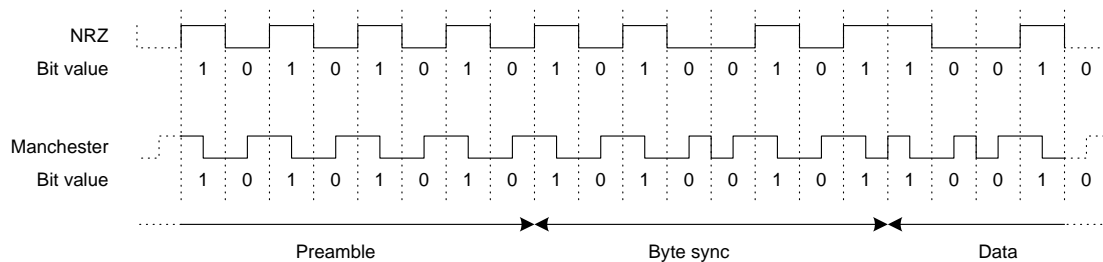 NRZ
Bit value 1 0 1 0 1 0 1 0 1 0 1 0 0 1 0 1 1 0 0 1 0
Manchester
Bit value 1 0 1 0 1 0 1 0 1 0 1 0 0 1 0 1 1 0 0 1 0
Preamble Byte sync Data